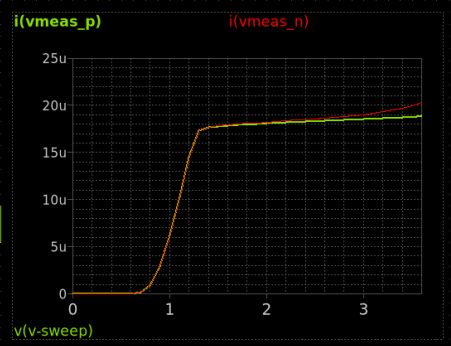 i(vmeas_p) i(vmeas_n)
25u
20u
15u
10u
5u
0
0 1 2 3
v(v-sweep)